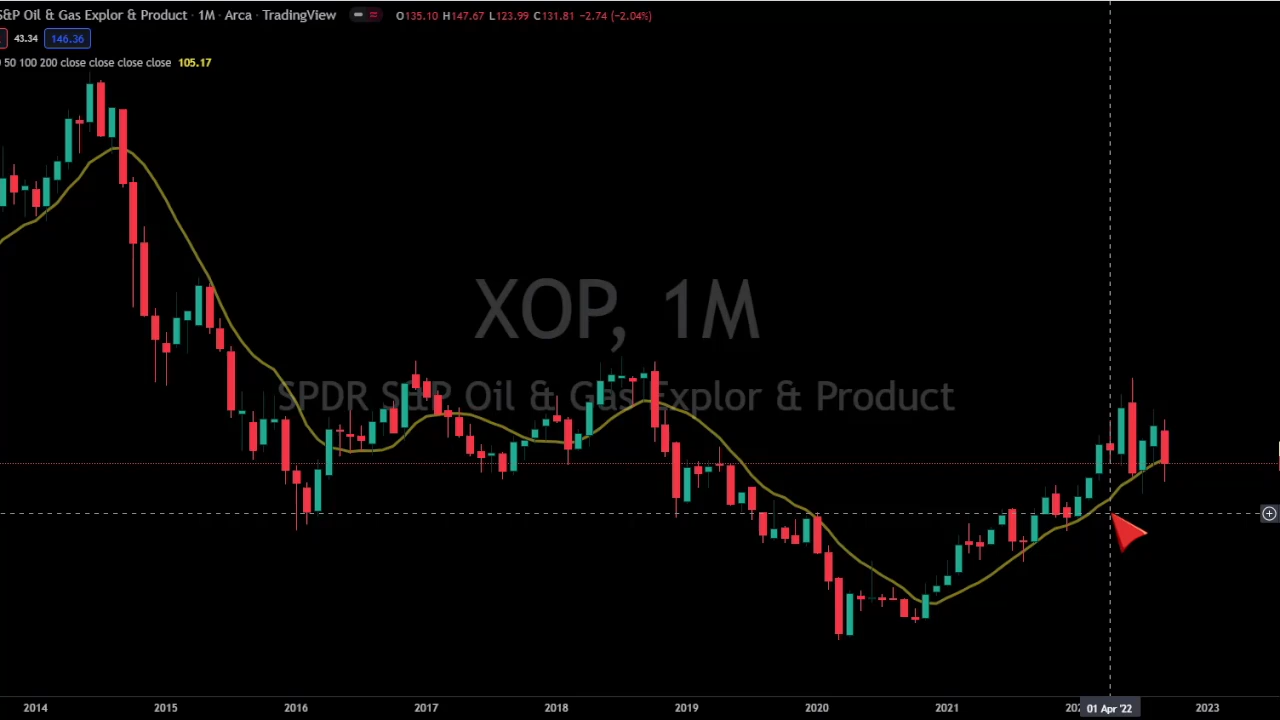 S&P Oil & Gas Explor & Product · 1M · Arca · TradingView O135.10 H147.67 L123.99 C131.81 −2.74 (−2.04%)
43.34 146.36
50 100 200 close close close close 105.17
XOP, 1M
SPDR S&P Oil & Gas Explor & Product
2014 2015 2016 2017 2018 2019 2020 2021 01 Apr '22 2023